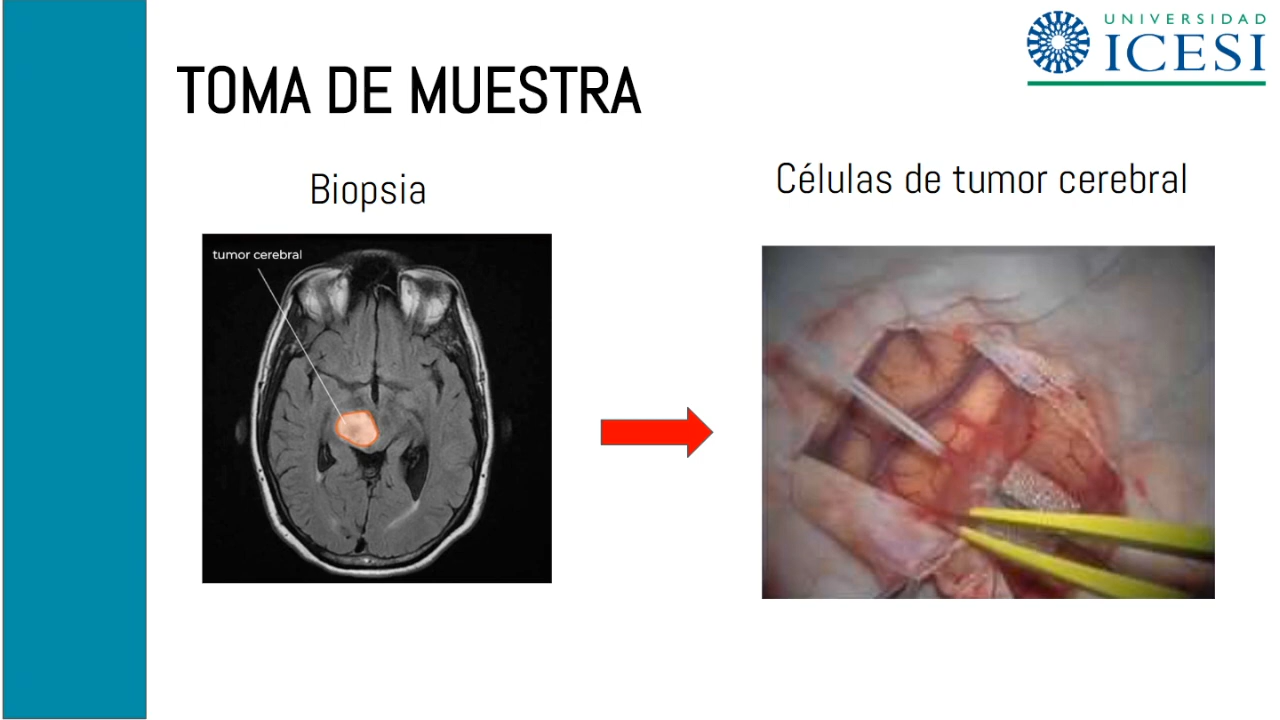 UNIVERSIDAD
ICESI
TOMA DE MUESTRA
Biopsia
Células de tumor cerebral
tumor cerebral